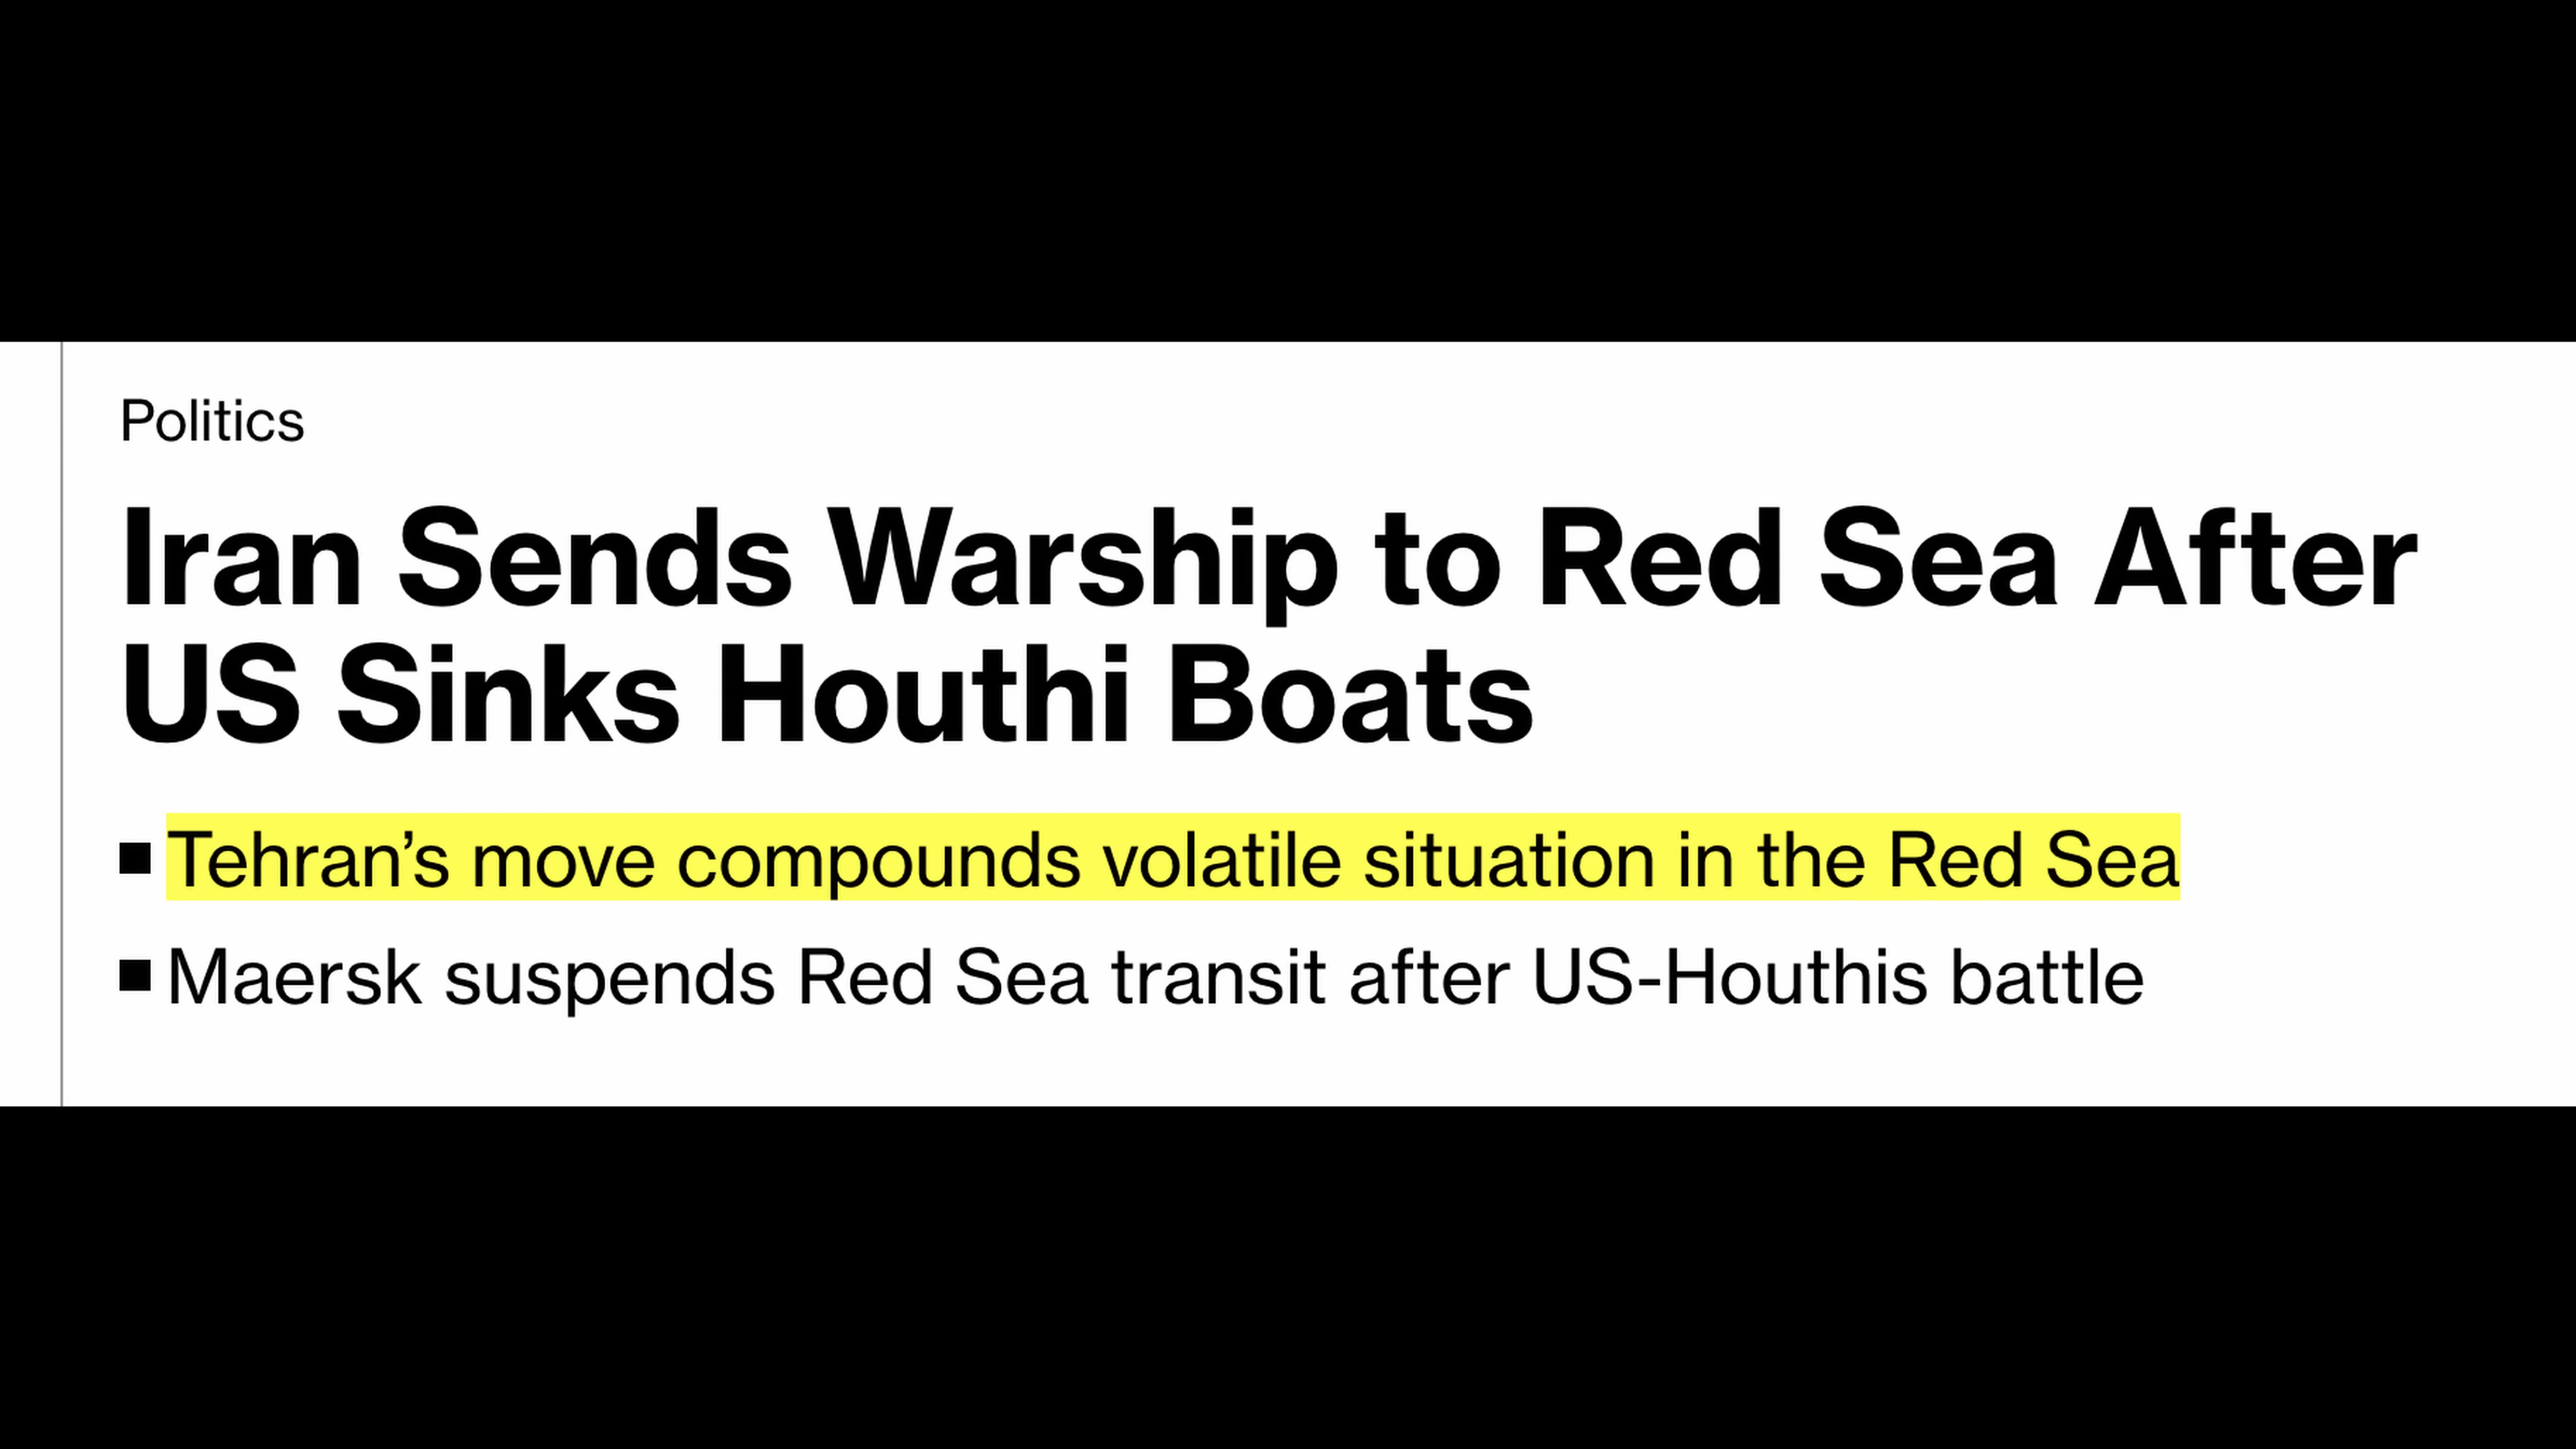 Politics
Iran Sends Warship to Red Sea After
US Sinks Houthi Boats
■ Tehran’s move compounds volatile situation in the Red Sea
■ Maersk suspends Red Sea transit after US-Houthis battle